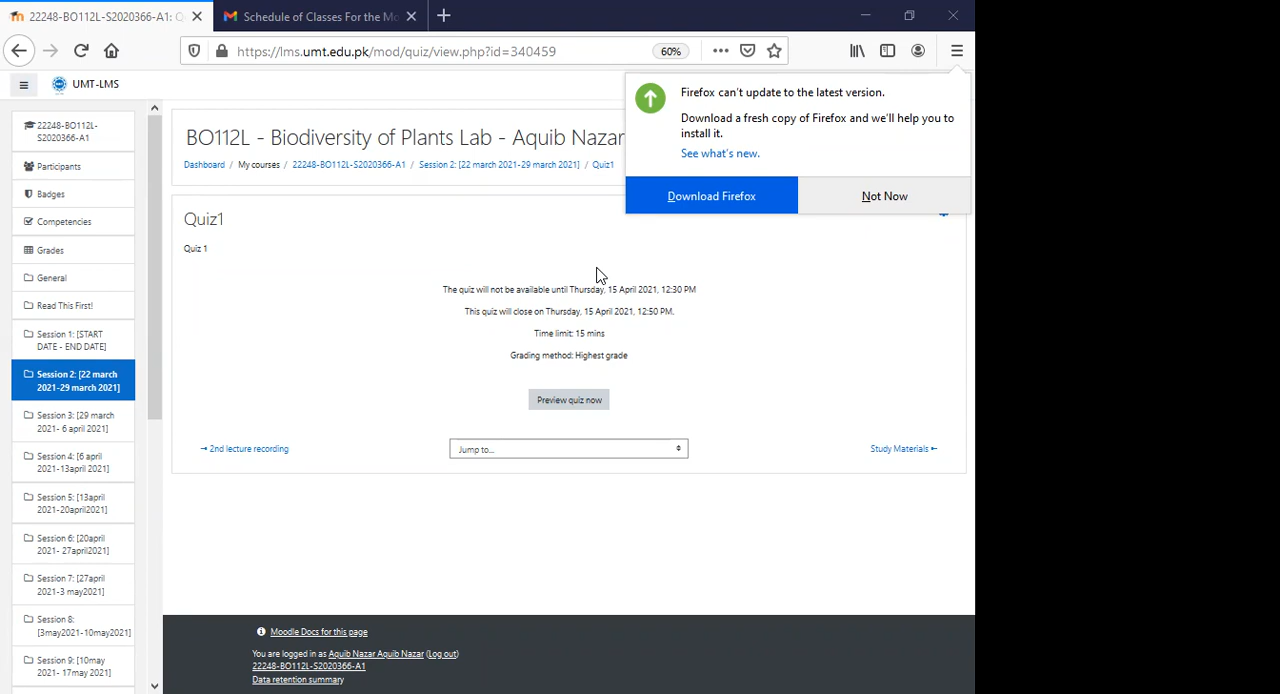 22248-BO112L-S2020366-A1: Q
Schedule of Classes For the Mo
https://lms.umt.edu.pk/mod/quiz/view.php?id=340459
60%
UMT-LMS
Firefox can't update to the latest version.
Download a fresh copy of Firefox and we'll help you to
install it.
See what's new.
Download Firefox
Not Now
22248-BO112L-
S2020366-A1
Participants
Badges
Competencies
Grades
General
Read This First!
Session 1: [START
DATE - END DATE]
Session 2: [22 march
2021-29 march 2021]
Session 3: [29 march
2021- 6 april 2021]
Session 4: [6 april
2021-13april 2021]
Session 5: [13april
2021-20april2021]
Session 6: [20april
2021- 27april2021]
Session 7: [27april
2021-3 may2021]
Session 8:
[3may2021-10may2021]
Session 9: [10may
2021- 17may 2021]
BO112L - Biodiversity of Plants Lab - Aquib Nazar
Dashboard / My courses / 22248-BO112L-S2020366-A1 / Session 2: [22 march 2021-29 march 2021] / Quiz1
Quiz1
Quiz 1
The quiz will not be available until Thursday, 15 April 2021, 12:30 PM
This quiz will close on Thursday, 15 April 2021, 12:50 PM.
Time limit: 15 mins
Grading method: Highest grade
Preview quiz now
2nd lecture recording
Jump to...
Study Materials
Moodle Docs for this page
You are logged in as Aquib Nazar Aquib Nazar (Log out)
22248-BO112L-S2020366-A1
Data retention summary